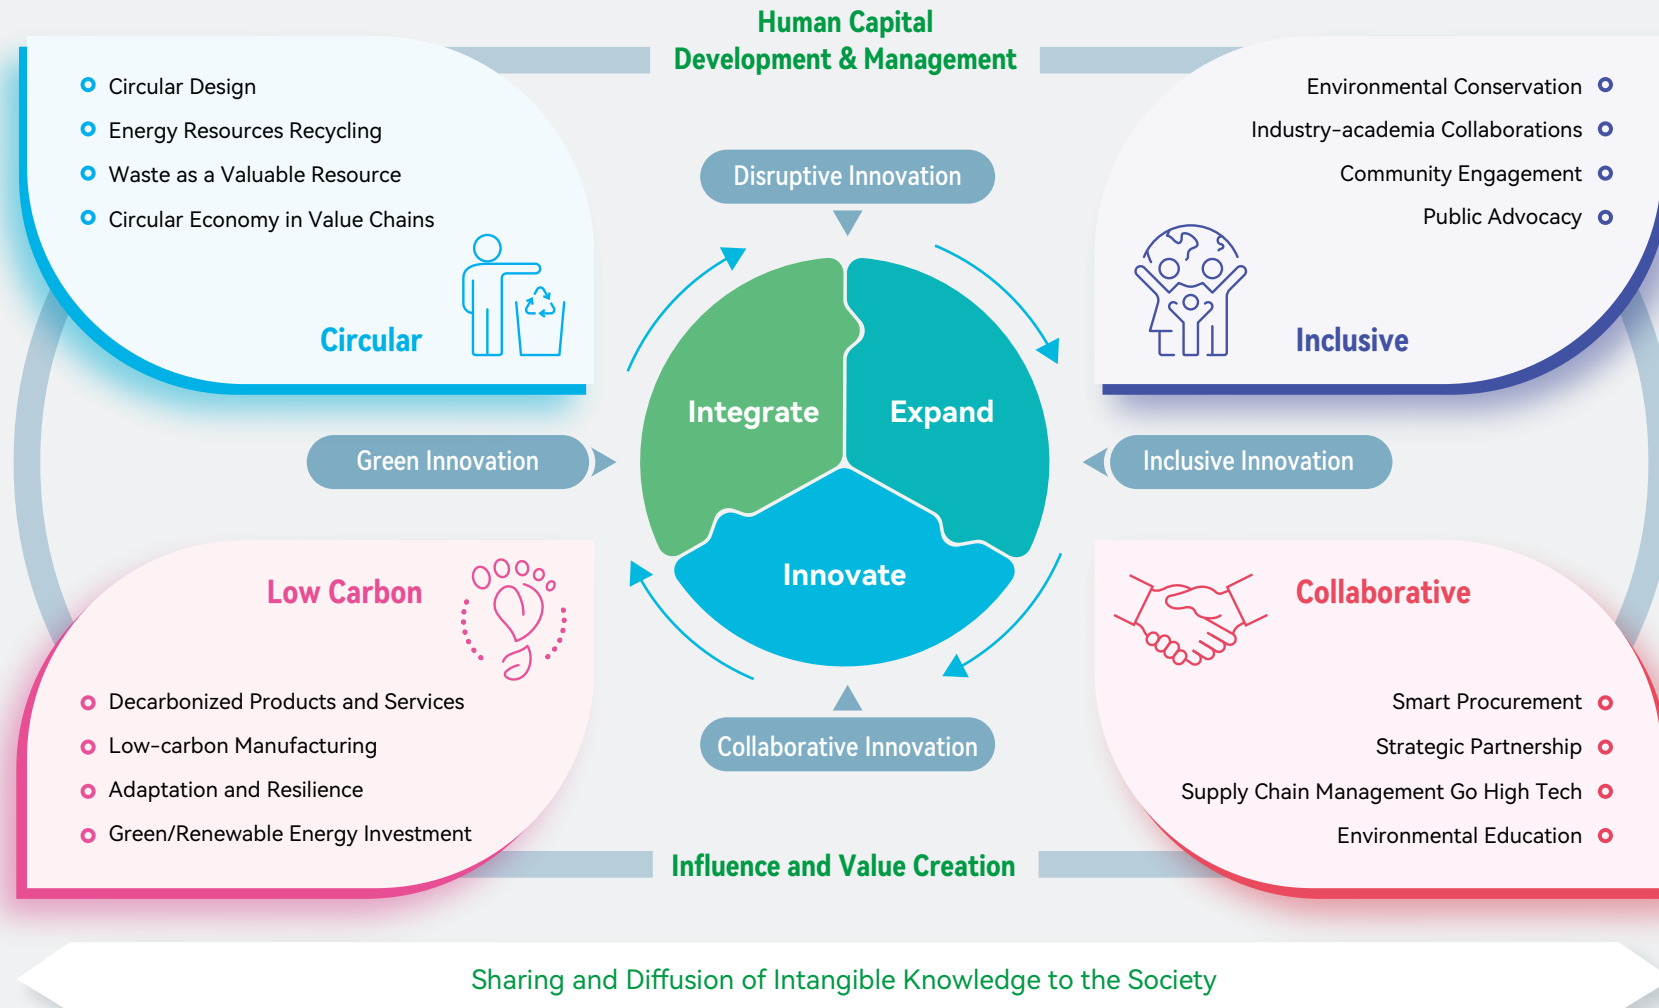 Human Capital
Development & Management
Circular Design
Energy Resources Recycling
Waste as a Valuable Resource
Circular Economy in Value Chains
Circular
Environmental Conservation
Industry-academia Collaborations
Community Engagement
Public Advocacy
Inclusive
Disruptive Innovation
Integrate
Expand
Innovate
Green Innovation
Inclusive Innovation
Collaborative Innovation
Low Carbon
Decarbonized Products and Services
Low-carbon Manufacturing
Adaptation and Resilience
Green/Renewable Energy Investment
Collaborative
Smart Procurement
Strategic Partnership
Supply Chain Management Go High Tech
Environmental Education
Influence and Value Creation
Sharing and Diffusion of Intangible Knowledge to the Society